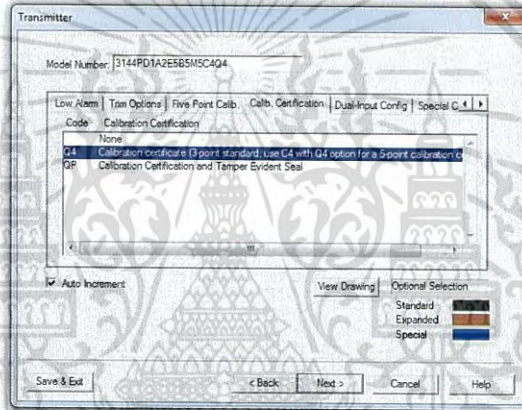 Transmitter
Model Number: 3144PD1A2E5B5M5C4Q4
Low Alarm Trim Options Five Point Calib. Calib. Certification Dual-Input Config Special C
Code Calibration Certification
None
Q4 Calibration certificate (3-point standard; use C4 with Q4 option for a 5-point calibration c
QP Calibration Certification and Tamper Evident Seal
Auto Increment
View Drawing
Optional Selection
Standard
Expanded
Special
Save & Exit
< Back
Next >
Cancel
Help